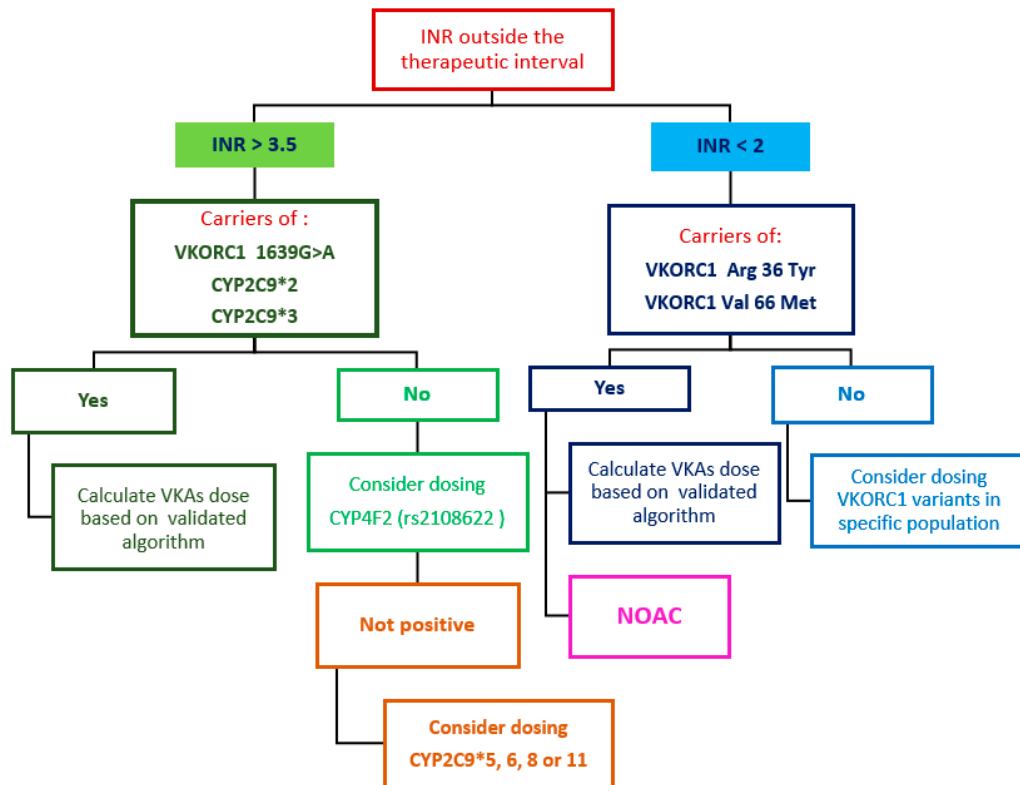 INR outside the
therapeutic interval
INR > 3.5
INR < 2
Carriers of :
VKORC1 1639G>A
CYP2C9*2
CYP2C9*3
Carriers of:
VKORC1 Arg 36 Tyr
VKORC1 Val 66 Met
Yes
No
Yes
No
Calculate VKAs dose
based on validated
algorithm
Consider dosing
CYP4F2 (rs2108622 )
Calculate VKAs dose
based on validated
algorithm
Consider dosing
VKORC1 variants in
specific population
Not positive
NOAC
Consider dosing
CYP2C9*5, 6, 8 or 11